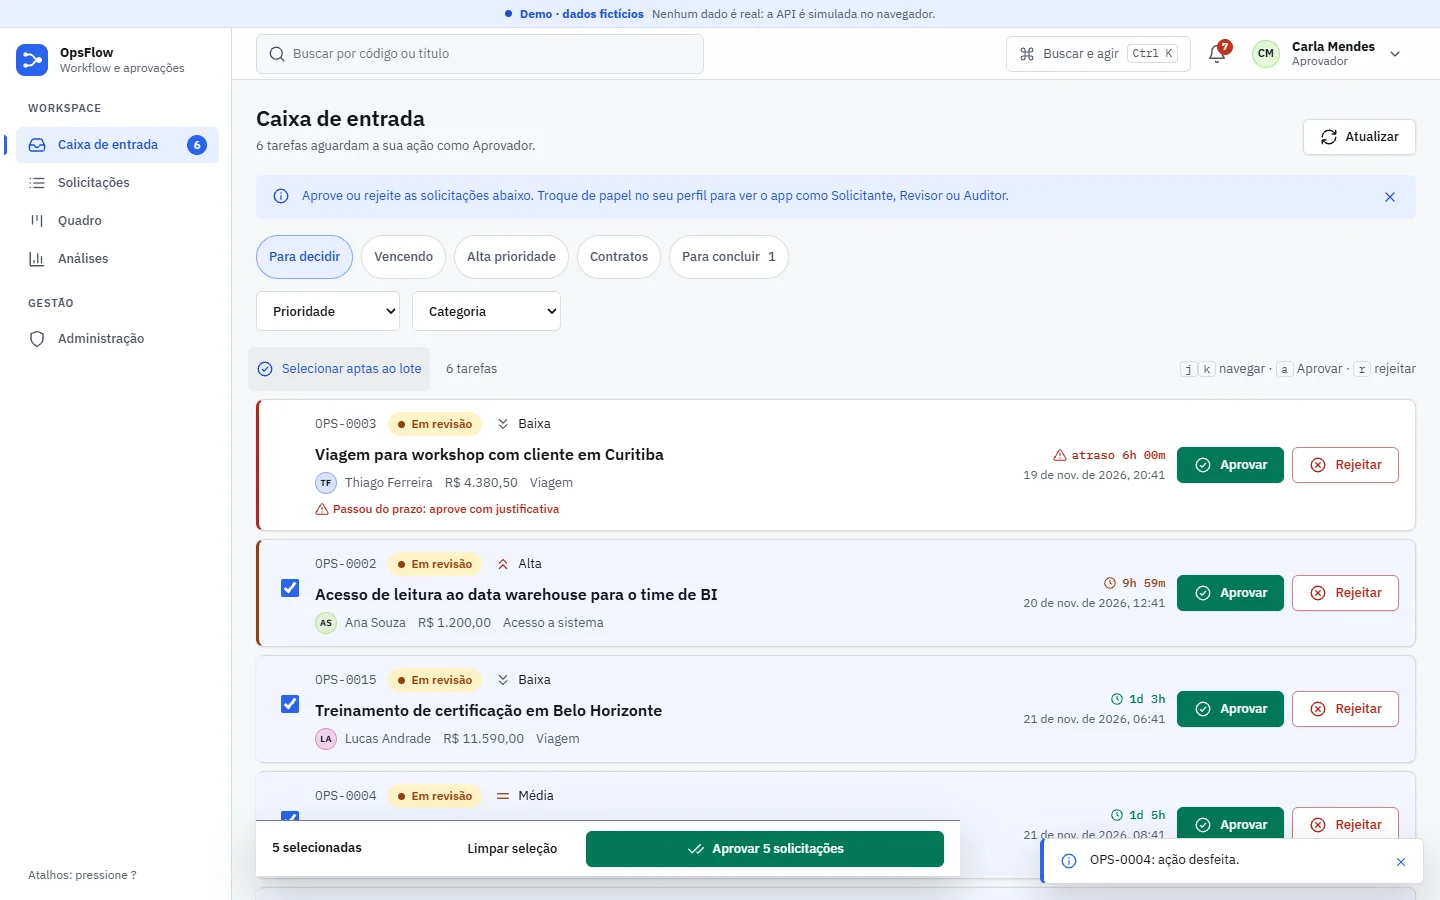 Demo · dados fictícios Nenhum dado é real: a API é simulada no navegador.
OpsFlow
Workflow e aprovações
WORKSPACE
Caixa de entrada 6
Solicitações
Quadro
Análises
GESTÃO
Administração
Atalhos: pressione ?
Buscar por código ou título
Buscar e agir Ctrl K
7
CM
Carla Mendes
Aprovador
Caixa de entrada
6 tarefas aguardam a sua ação como Aprovador.
Atualizar
Aprove ou rejeite as solicitações abaixo. Troque de papel no seu perfil para ver o app como Solicitante, Revisor ou Auditor.
Para decidir Vencendo Alta prioridade Contratos Para concluir 1
Prioridade Categoria
Selecionar aptas ao lote 6 tarefas j k navegar · a Aprovar · r rejeitar
OPS-0003 Em revisão Baixa
Viagem para workshop com cliente em Curitiba
TF Thiago Ferreira R$ 4.380,50 Viagem
Passou do prazo: aprove com justificativa
atraso 6h 00m
19 de nov. de 2026, 20:41
Aprovar Rejeitar
OPS-0002 Em revisão Alta
Acesso de leitura ao data warehouse para o time de BI
AS Ana Souza R$ 1.200,00 Acesso a sistema
9h 59m
20 de nov. de 2026, 12:41
Aprovar Rejeitar
OPS-0015 Em revisão Baixa
Treinamento de certificação em Belo Horizonte
LA Lucas Andrade R$ 11.590,00 Viagem
1d 3h
21 de nov. de 2026, 06:41
Aprovar Rejeitar
OPS-0004 Em revisão Média
1d 5h
21 de nov. de 2026, 08:41
Aprovar Rejeitar
5 selecionadas Limpar seleção Aprovar 5 solicitações
OPS-0004: ação desfeita.